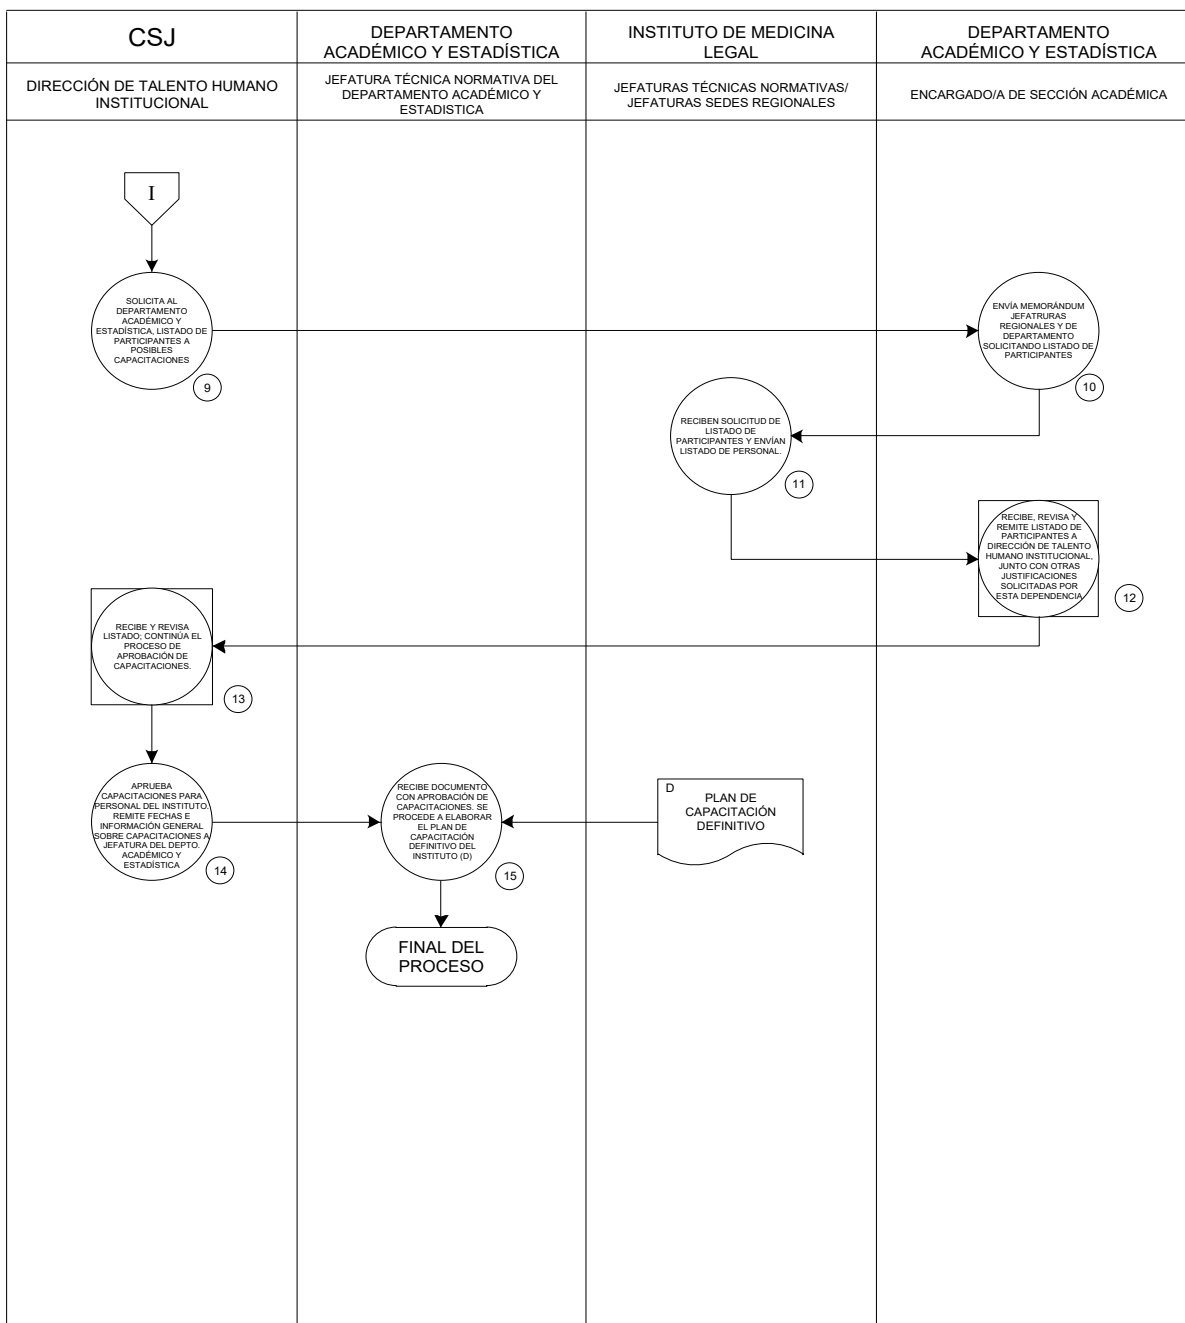 CSJ
DEPARTAMENTO
ACADÉMICO Y ESTADÍSTICA
INSTITUTO DE MEDICINA
LEGAL
DEPARTAMENTO
ACADÉMICO Y ESTADÍSTICA
DIRECCIÓN DE TALENTO HUMANO
INSTITUCIONAL
JEFATURA TÉCNICA NORMATIVA DEL
DEPARTAMENTO ACADÉMICO Y
ESTADISTICA
JEFATURAS TÉCNICAS NORMATIVAS/
JEFATURAS SEDES REGIONALES
ENCARGADO/A DE SECCIÓN ACADÉMICA
I
SOLICITA AL
DEPARTAMENTO
ACADÉMICO Y
ESTADÍSTICA, LISTADO DE
PARTICIPANTES A
POSIBLES
CAPACITACIONES
9
ENVÍA MEMORÁNDUM
JEFATRURAS
REGIONALES Y DE
DEPARTAMENTO
SOLICITANDO LISTADO DE
PARTICIPANTES
10
RECIBEN SOLICITUD DE
LISTADO DE
PARTICIPANTES Y ENVÍAN
LISTADO DE PERSONAL.
11
RECIBE, REVISA Y
REMITE LISTADO DE
PARTICIPANTES A
DIRECCIÓN DE TALENTO
HUMANO INSTITUCIONAL,
JUNTO CON OTRAS
JUSTIFICACIONES
SOLICITADAS POR
ESTA DEPENDENCIA
12
RECIBE Y REVISA
LISTADO; CONTINÚA EL
PROCESO DE
APROBACIÓN DE
CAPACITACIONES.
13
APRUEBA
CAPACITACIONES PARA
PERSONAL DEL INSTITUTO.
REMITE FECHAS E
INFORMACIÓN GENERAL
SOBRE CAPACITACIONES A
JEFATURA DEL DEPTO.
ACADÉMICO Y
ESTADÍSTICA
14
RECIBE DOCUMENTO
CON APROBACIÓN DE
CAPACITACIONES. SE
PROCEDE A ELABORAR
EL PLAN DE
CAPACITACIÓN
DEFINITIVO DEL
INSTITUTO (D)
15
D
PLAN DE
CAPACITACIÓN
DEFINITIVO
FINAL DEL
PROCESO